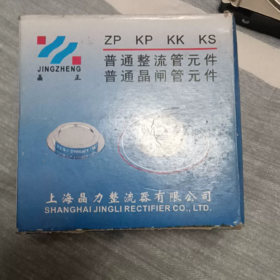 ZP KP KK KS
JINGZHENG
晶正
普通整流管元件
普通晶闸管元件
上海晶力整流器有限公司
SHANGHAI JINGLI RECTIFIER CO., LTD.